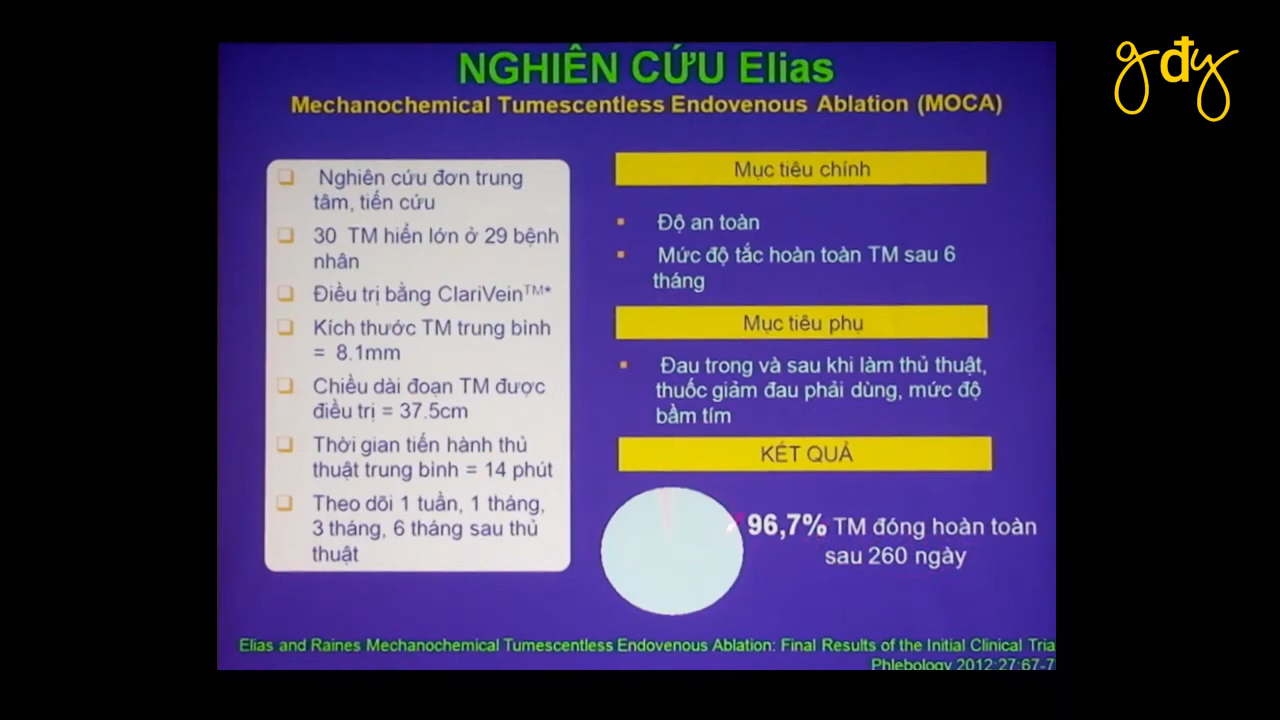 gđy
NGHIÊN CỨU Elias
Mechanochemical Tumescentless Endovenous Ablation (MOCA)
❑ Nghiên cứu đơn trung
tâm, tiến cứu
❑ 30 TM hiển lớn ở 29 bệnh
nhân
❑ Điều trị bằng ClariVein™*
❑ Kích thước TM trung bình
= 8.1mm
❑ Chiều dài đoạn TM được
điều trị = 37.5cm
❑ Thời gian tiến hành thủ
thuật trung bình = 14 phút
❑ Theo dõi 1 tuần, 1 tháng,
3 tháng, 6 tháng sau thủ
thuật
Mục tiêu chính
▪ Độ an toàn
▪ Mức độ tắc hoàn toàn TM sau 6
tháng
Mục tiêu phụ
▪ Đau trong và sau khi làm thủ thuật,
thuốc giảm đau phải dùng, mức độ
bầm tím
KẾT QUẢ
96,7% TM đóng hoàn toàn
sau 260 ngày
Elias and Raines Mechanochemical Tumescentless Endovenous Ablation: Final Results of the Initial Clinical Tria
Phlebology 2012;27:67-7